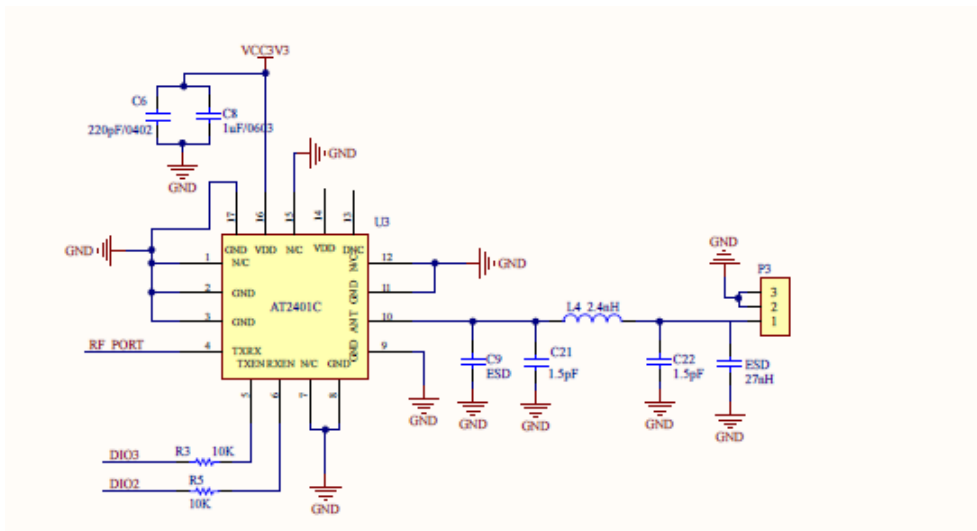 VCC3V3
C6
C8
220pF/0402
1uF/0603
GND
GND
GND
17
16
15
14
13
U3
GND VDD N/C VDD DNC
1
N/C
2
GND
3
GND
4
TXRX
RF_PORT
AT2401C
12
N/C
11
GND
10
ANT
9
GND
TXEN RXEN N/C GND
5
6
7
8
GND
GND
GND
P3
3
2
1
L4 2.4nH
C9
ESD
C21
1.5pF
C22
1.5pF
ESD
27nH
GND
GND
GND
GND
DIO3
R3 10K
DIO2
R5
10K
GND